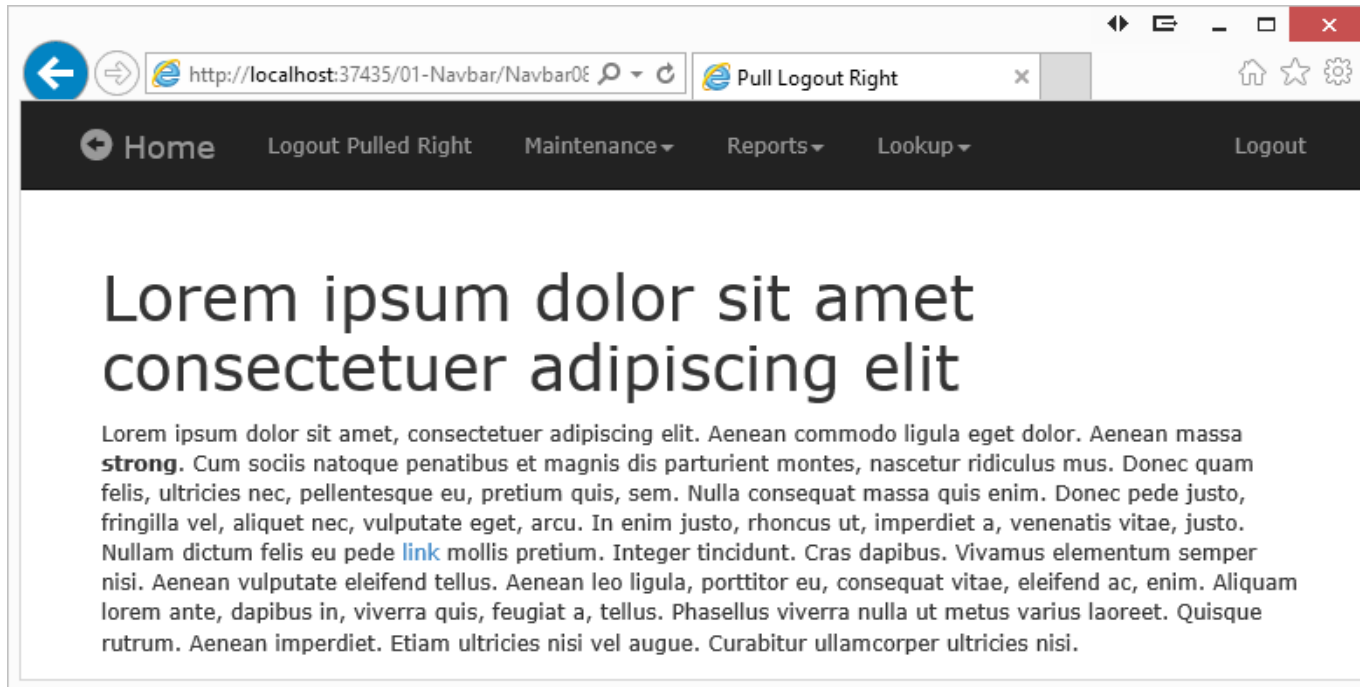 http://localhost:37435/01-Navbar/Navbar08
Pull Logout Right
Home Logout Pulled Right Maintenance Reports Lookup Logout
Lorem ipsum dolor sit amet
consectetuer adipiscing elit
Lorem ipsum dolor sit amet, consectetuer adipiscing elit. Aenean commodo ligula eget dolor. Aenean massa
strong. Cum sociis natoque penatibus et magnis dis parturient montes, nascetur ridiculus mus. Donec quam
felis, ultricies nec, pellentesque eu, pretium quis, sem. Nulla consequat massa quis enim. Donec pede justo,
fringilla vel, aliquet nec, vulputate eget, arcu. In enim justo, rhoncus ut, imperdiet a, venenatis vitae, justo.
Nullam dictum felis eu pede link mollis pretium. Integer tincidunt. Cras dapibus. Vivamus elementum semper
nisi. Aenean vulputate eleifend tellus. Aenean leo ligula, porttitor eu, consequat vitae, eleifend ac, enim. Aliquam
lorem ante, dapibus in, viverra quis, feugiat a, tellus. Phasellus viverra nulla ut metus varius laoreet. Quisque
rutrum. Aenean imperdiet. Etiam ultricies nisi vel augue. Curabitur ullamcorper ultricies nisi.